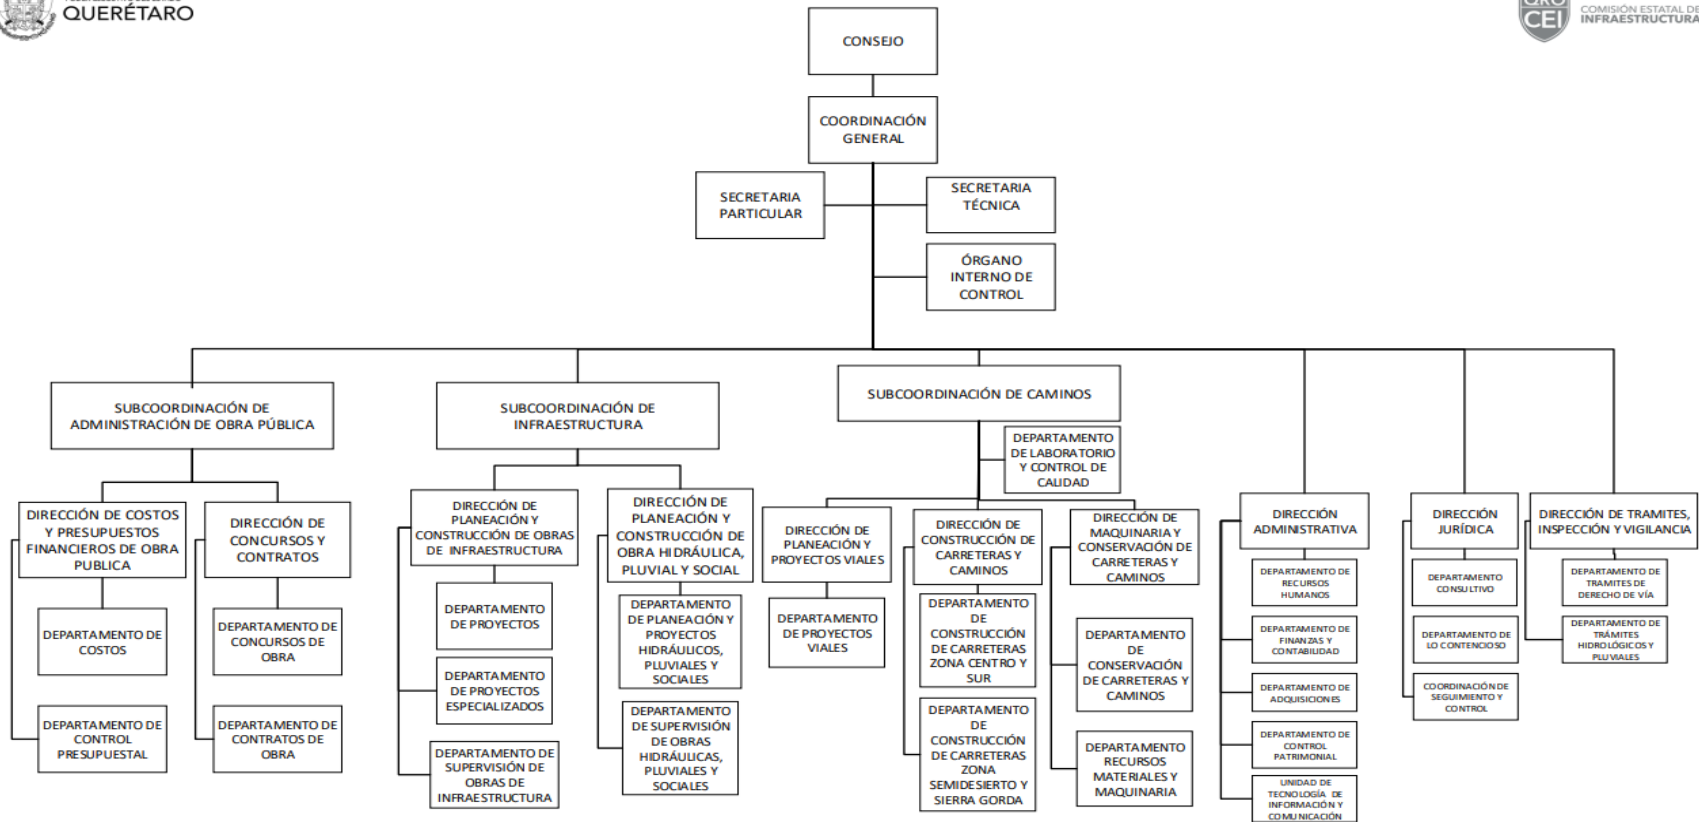 QUERÉTARO
QRO
CEI
COMISIÓN ESTATAL DE
INFRAESTRUCTURA
CONSEJO
COORDINACIÓN
GENERAL
SECRETARIA
PARTICULAR
SECRETARIA
TÉCNICA
ÓRGANO
INTERNO DE
CONTROL
SUBCOORDINACIÓN DE
ADMINISTRACIÓN DE OBRA PÚBLICA
SUBCOORDINACIÓN DE
INFRAESTRUCTURA
SUBCOORDINACIÓN DE CAMINOS
DEPARTAMENTO
DE LABORATORIO
Y CONTROL DE
CALIDAD
DIRECCIÓN DE COSTOS
Y PRESUPUESTOS
FINANCIEROS DE OBRA
PUBLICA
DIRECCIÓN DE
CONCURSOS Y
CONTRATOS
DIRECCIÓN DE
PLANEACIÓN Y
CONSTRUCCIÓN DE OBRAS
DE INFRAESTRUCTURA
DIRECCIÓN DE
PLANEACIÓN Y
CONSTRUCCIÓN DE
OBRA HIDRÁULICA,
PLUVIAL Y SOCIAL
DIRECCIÓN DE
PLANEACIÓN Y
PROYECTOS VIALES
DIRECCIÓN DE
CONSTRUCCIÓN DE
CARRETERAS Y
CAMINOS
DIRECCIÓN DE
MAQUINARIA Y
CONSERVACIÓN DE
CARRETERAS Y
CAMINOS
DIRECCIÓN
ADMINISTRATIVA
DIRECCIÓN
JURÍDICA
DIRECCIÓN DE TRAMITES,
INSPECCIÓN Y VIGILANCIA
DEPARTAMENTO DE
COSTOS
DEPARTAMENTO DE
CONTROL
PRESUPUESTAL
DEPARTAMENTO DE
CONCURSOS DE
OBRA
DEPARTAMENTO DE
CONTRATOS DE
OBRA
DEPARTAMENTO
DE PROYECTOS
DEPARTAMENTO
DE PROYECTOS
ESPECIALIZADOS
DEPARTAMENTO DE
SUPERVISIÓN DE
OBRAS DE
INFRAESTRUCTURA
DEPARTAMENTO
DE PLANEACIÓN Y
PROYECTOS
HIDRÁULICOS,
PLUVIALES Y
SOCIALES
DEPARTAMENTO
DE SUPERVISIÓN
DE OBRAS
HIDRÁULICAS,
PLUVIALES Y
SOCIALES
DEPARTAMENTO
DE PROYECTOS
VIALES
DEPARTAMENTO
DE
CONSTRUCCIÓN
DE CARRETERAS
ZONA CENTRO Y
SUR
DEPARTAMENTO
DE
CONSTRUCCIÓN
DE CARRETERAS
ZONA
SEMIDESIERTO Y
SIERRA GORDA
DEPARTAMENTO
DE
CONSERVACIÓN
DE CARRETERAS Y
CAMINOS
DEPARTAMENTO
RECURSOS
MATERIALES Y
MAQUINARIA
DEPARTAMENTO DE
RECURSOS
HUMANOS
DEPARTAMENTO DE
FINANZAS Y
CONTABILIDAD
DEPARTAMENTO DE
ADQUISICIONES
DEPARTAMENTO DE
CONTROL
PATRIMONIAL
UNIDAD DE
TECNOLOGÍA DE
INFORMACIÓN Y
COMUNICACIÓN
DEPARTAMENTO
CONSULTIVO
DEPARTAMENTO DE
LO CONTENCIOSO
COORDINACIÓN DE
SEGUIMIENTO Y
CONTROL
DEPARTAMENTO DE
TRAMITES DE
DERECHO DE VÍA
DEPARTAMENTO DE
TRÁMITES
HIDROLÓGICOS Y
PLUVIALES